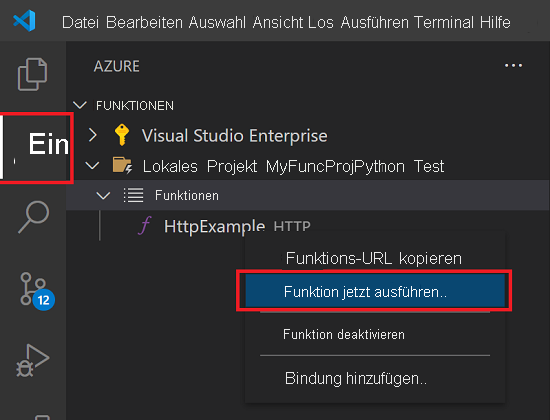 Datei Bearbeiten Auswahl Ansicht Los Ausführen Terminal Hilfe
AZURE
FUNKTIONEN
Ein
Visual Studio Enterprise
Lokales Projekt MyFuncProjPython Test
Funktionen
HttpExample HTTP
Funktions-URL kopieren
Funktion jetzt ausführen..
12
Funktion deaktivieren
Bindung hinzufügen..